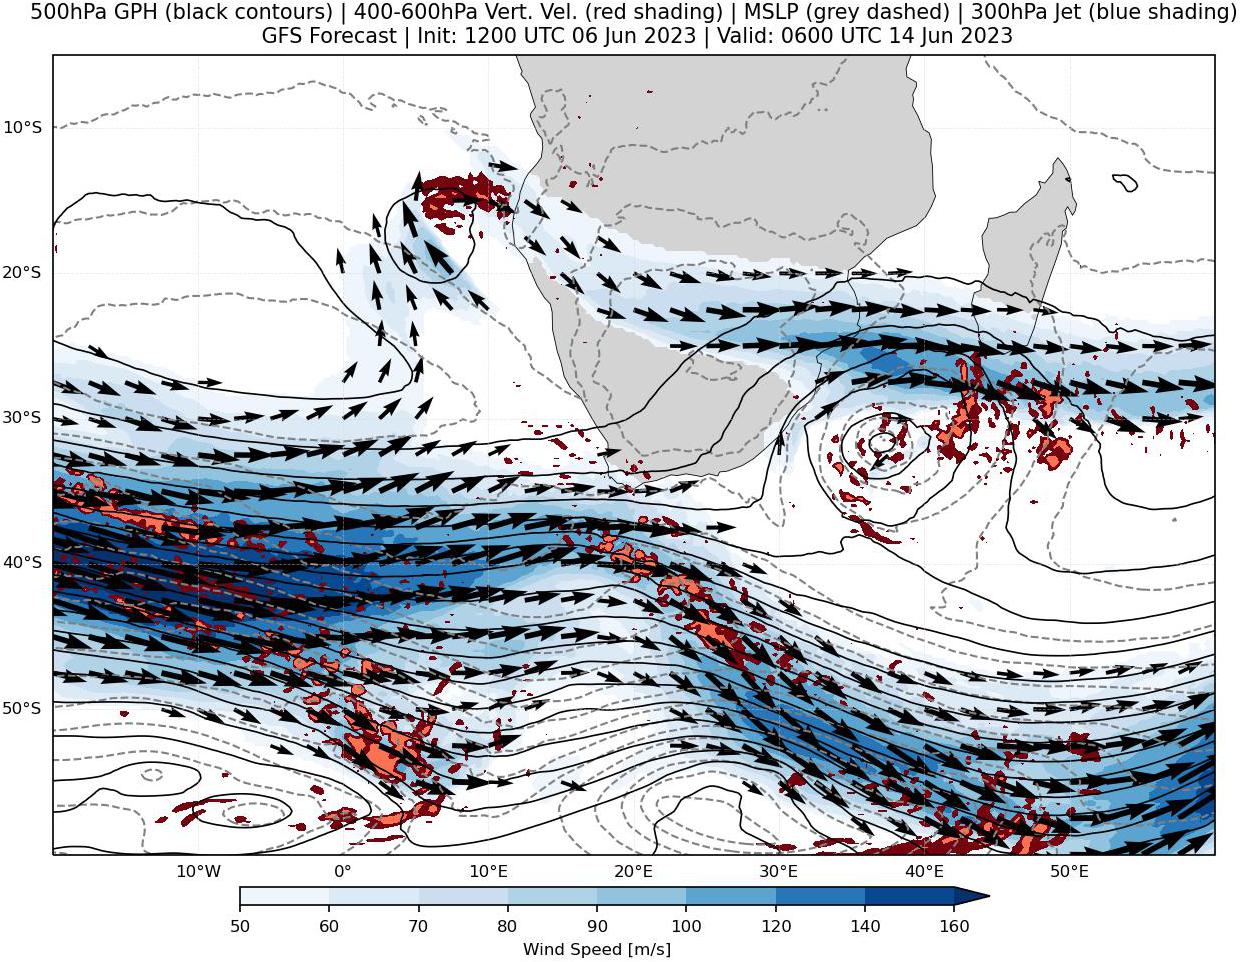 500hPa GPH (black contours) | 400-600hPa Vert. Vel. (red shading) | MSLP (grey dashed) | 300hPa Jet (blue shading)
GFS Forecast | Init: 1200 UTC 06 Jun 2023 | Valid: 0600 UTC 14 Jun 2023
10°S
20°S
30°S
40°S
50°S
10°W 0° 10°E 20°E 30°E 40°E 50°E
50 60 70 80 90 100 120 140 160
Wind Speed [m/s]